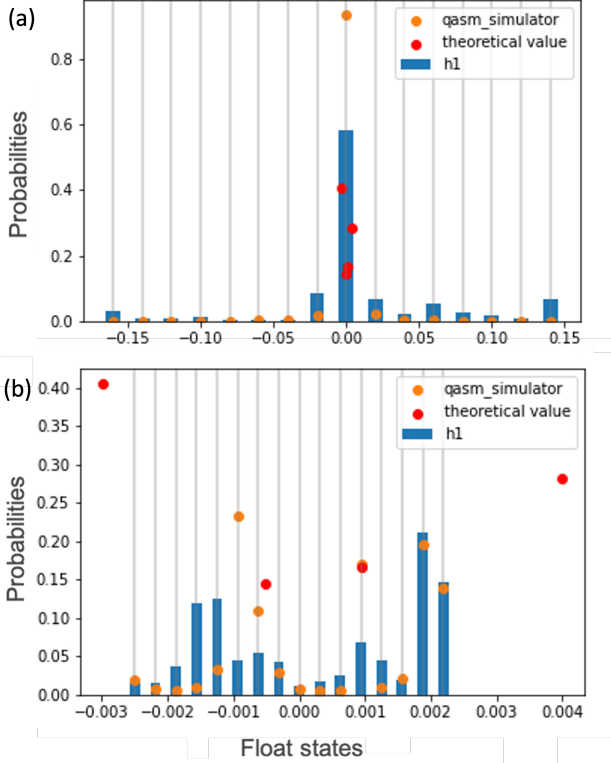 (a)
qasm_simulator
theoretical value
h1
Probabilities
0.8
0.6
0.4
0.2
0.0
−0.15 −0.10 −0.05 0.00 0.05 0.10 0.15
(b)
qasm_simulator
theoretical value
h1
Probabilities
0.40
0.35
0.30
0.25
0.20
0.15
0.10
0.05
0.00
−0.003 −0.002 −0.001 0.000 0.001 0.002 0.003 0.004
Float states